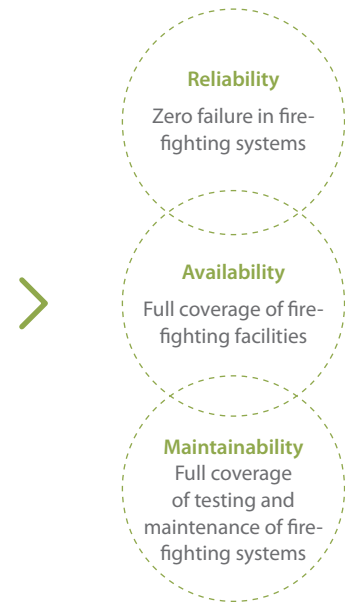 Reliability
Zero failure in fire-
fighting systems
Availability
Full coverage of fire-
fighting facilities
Maintainability
Full coverage
of testing and
maintenance of fire-
fighting systems